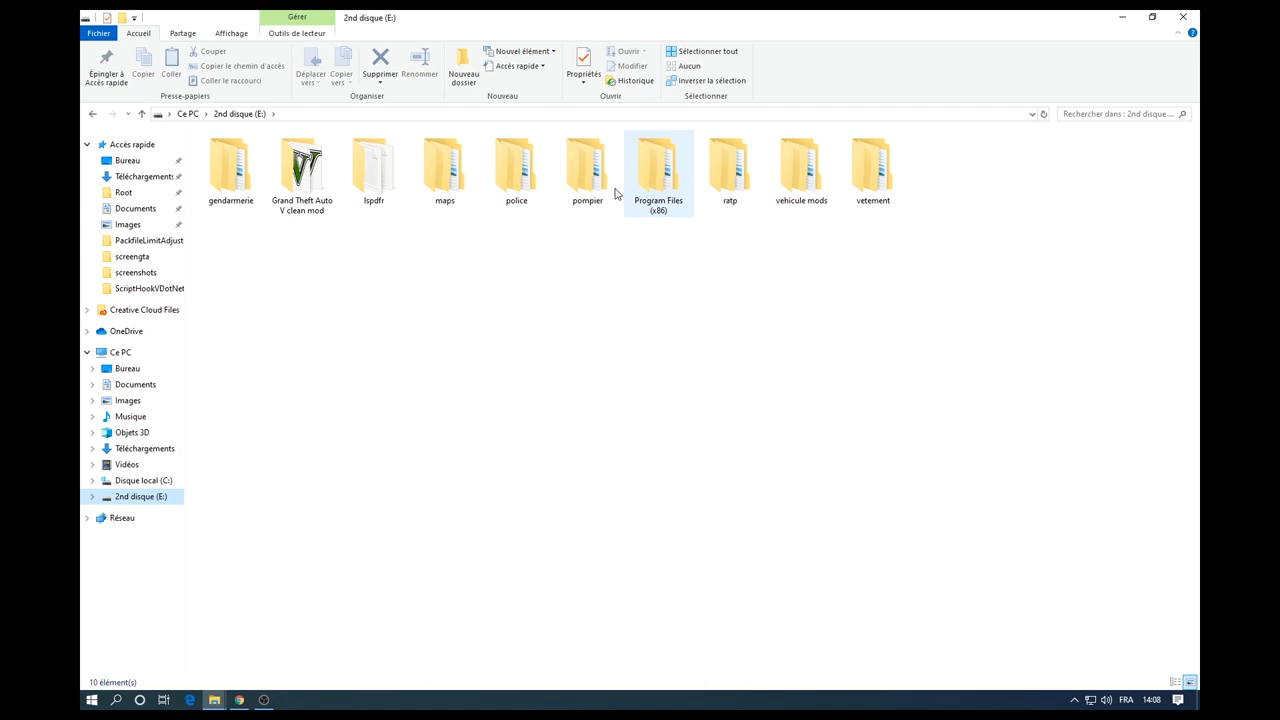 Gérer
2nd disque (E:)
Fichier
Accueil
Partage
Affichage
Outils de lecteur
Épingler à
Accès rapide
Copier
Coller
Couper
Copier le chemin d'accès
Coller le raccourci
Presse-papiers
Déplacer
vers
Copier
vers
Supprimer
Renommer
Organiser
Nouveau
dossier
Nouvel élément
Accès rapide
Nouveau
Propriétés
Ouvrir
Modifier
Historique
Ouvrir
Sélectionner tout
Aucun
Inverser la sélection
Sélectionner
Ce PC
2nd disque (E:)
Rechercher dans : 2nd disque ...
Accès rapide
Bureau
Téléchargements
Root
Documents
Images
PackfileLimitAdjust
screengta
screenshots
ScriptHookVDotNet
Creative Cloud Files
OneDrive
Ce PC
Bureau
Documents
Images
Musique
Objets 3D
Téléchargements
Vidéos
Disque local (C:)
2nd disque (E:)
Réseau
gendarmerie
Grand Theft Auto
V clean mod
lspdfr
maps
police
pompier
Program Files
(x86)
ratp
vehicule mods
vetement
10 élément(s)
FRA
14:08